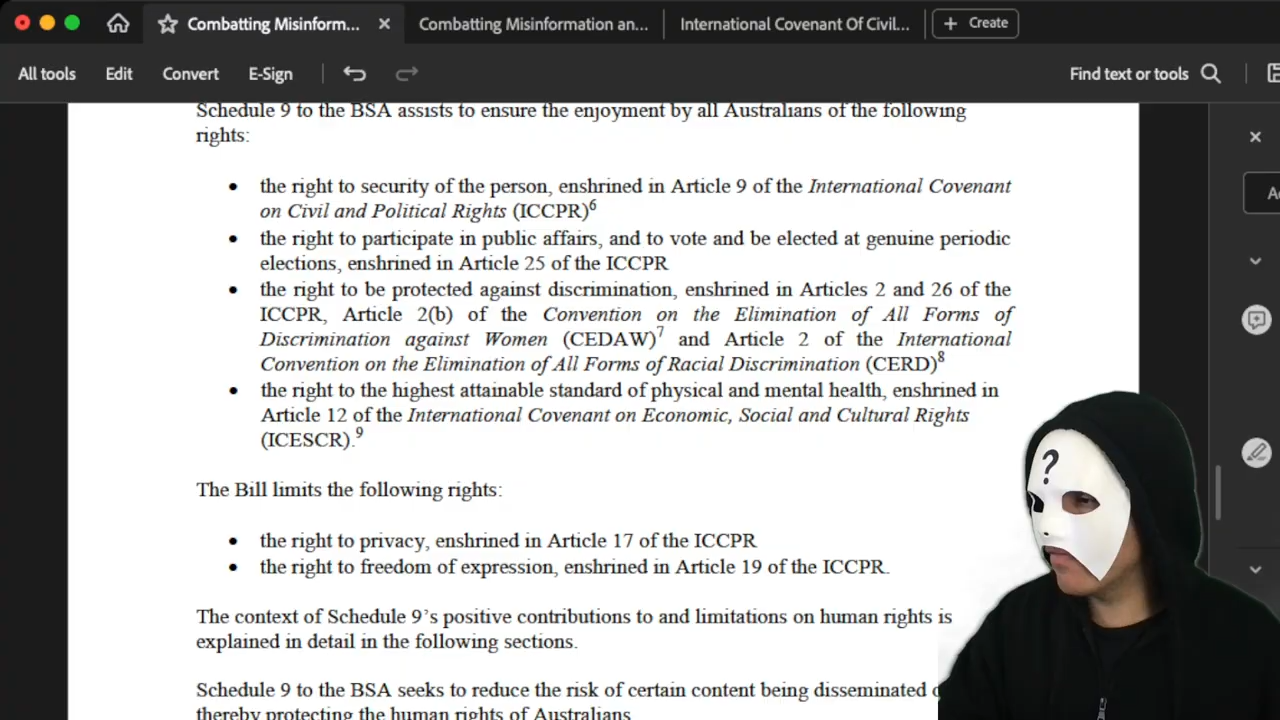 Combatting Misinform...
Combatting Misinformation an...
International Covenant Of Civil...
Create
All tools
Edit
Convert
E-Sign
Find text or tools
Schedule 9 to the BSA assists to ensure the enjoyment by all Australians of the following
rights:
• the right to security of the person, enshrined in Article 9 of the International Covenant
on Civil and Political Rights (ICCPR)6
• the right to participate in public affairs, and to vote and be elected at genuine periodic
elections, enshrined in Article 25 of the ICCPR
• the right to be protected against discrimination, enshrined in Articles 2 and 26 of the
ICCPR, Article 2(b) of the Convention on the Elimination of All Forms of
Discrimination against Women (CEDAW)7 and Article 2 of the International
Convention on the Elimination of All Forms of Racial Discrimination (CERD)8
• the right to the highest attainable standard of physical and mental health, enshrined in
Article 12 of the International Covenant on Economic, Social and Cultural Rights
(ICESCR).9
The Bill limits the following rights:
• the right to privacy, enshrined in Article 17 of the ICCPR
• the right to freedom of expression, enshrined in Article 19 of the ICCPR.
The context of Schedule 9's positive contributions to and limitations on human rights is
explained in detail in the following sections.
Schedule 9 to the BSA seeks to reduce the risk of certain content being disseminated
thereby protecting the human rights of Australians
?